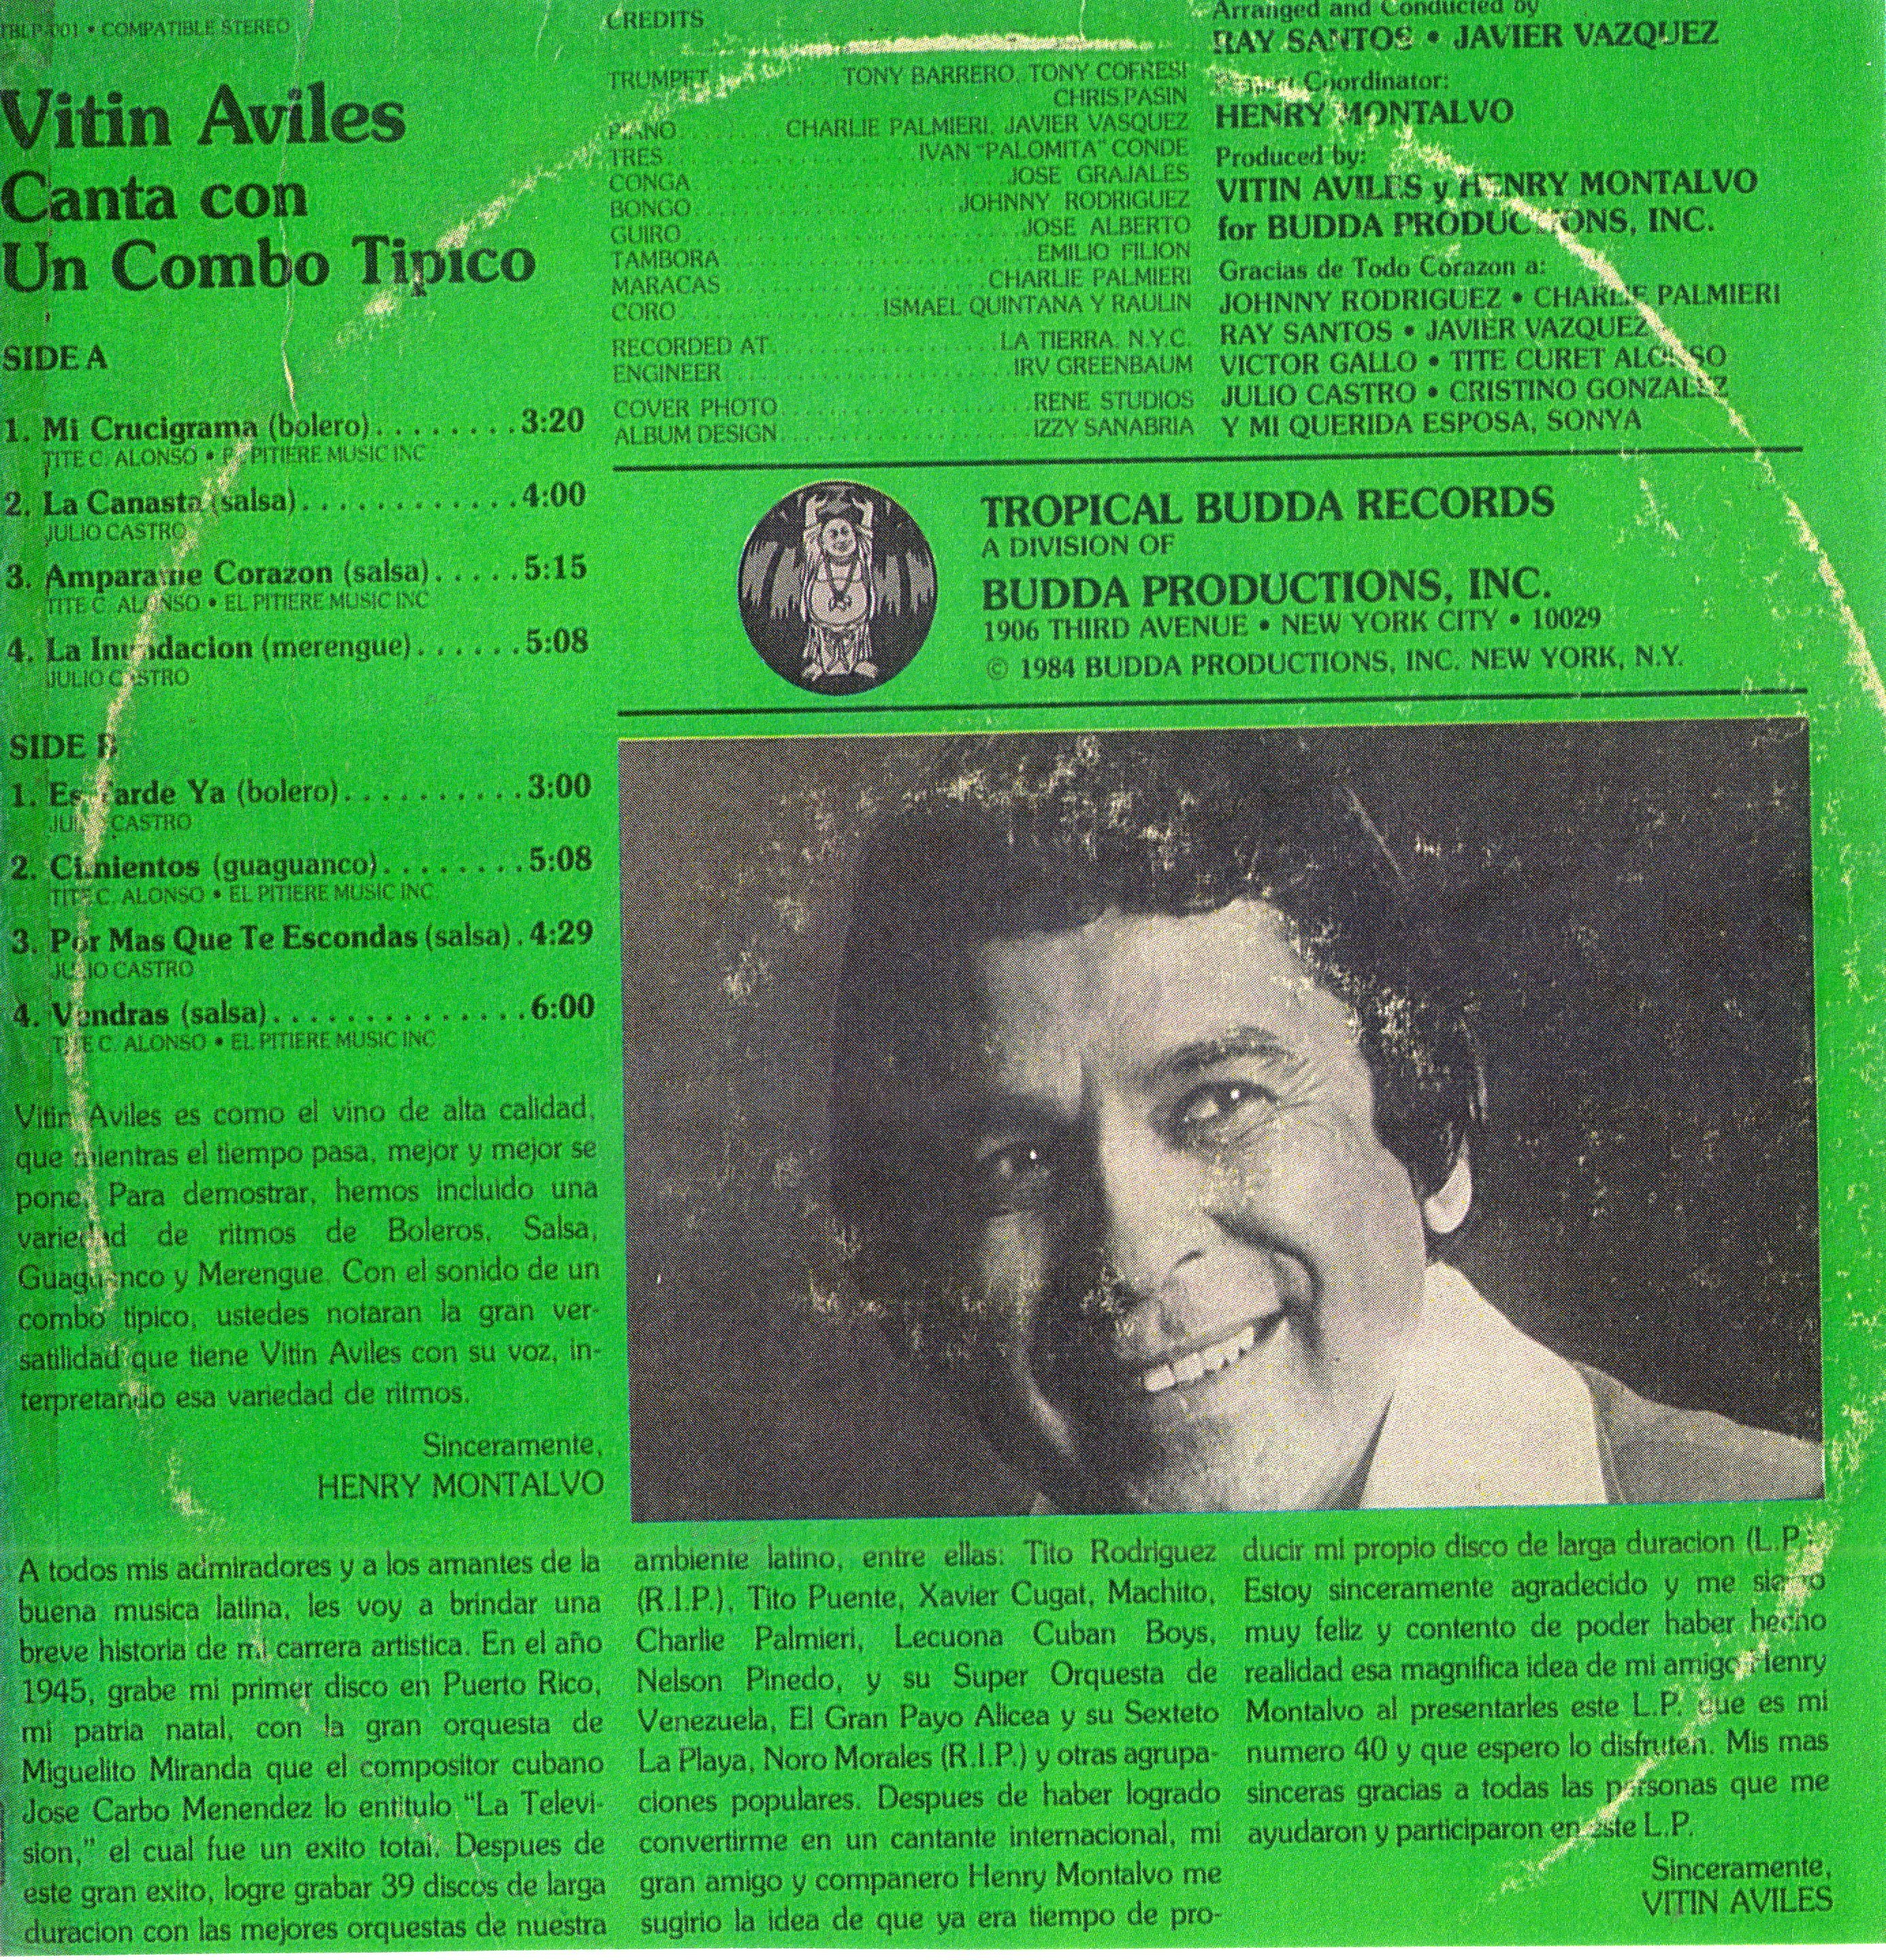 TBLP-001 • COMPATIBLE STEREO
Vitin Aviles
Canta con
Un Combo Tipico
SIDE A
1. Mi Crucigrama (bolero)........3:20
TITE C. ALONSO • EL PITIERE MUSIC INC
2. La Canasta (salsa)............4:00
JULIO CASTRO
3. Amparame Corazon (salsa).....5:15
TITE C. ALONSO • EL PITIERE MUSIC INC
4. La Inundacion (merengue)......5:08
JULIO CASTRO
SIDE B
1. Es Tarde Ya (bolero)..........3:00
JULIO CASTRO
2. Cimientos (guaguanco)........5:08
TITE C. ALONSO • EL PITIERE MUSIC INC
3. Por Mas Que Te Escondas (salsa).4:29
JULIO CASTRO
4. Vendras (salsa)..............6:00
TITE C. ALONSO • EL PITIERE MUSIC INC
Vitin Aviles es como el vino de alta calidad,
que mientras el tiempo pasa, mejor y mejor se
pone. Para demostrar, hemos incluido una
variedad de ritmos de Boleros, Salsa,
Guaguanco y Merengue. Con el sonido de un
combo tipico, ustedes notaran la gran ver-
satilidad que tiene Vitin Aviles con su voz, in-
terpretando esa variedad de ritmos.
Sinceramente,
HENRY MONTALVO
CREDITS
TRUMPET..........TONY BARRERO, TONY COFRESI
CHRIS PASIN
PIANO........CHARLIE PALMIERI, JAVIER VASQUEZ
TRES....................IVAN "PALOMITA" CONDE
CONGA.........................JOSE GRAJALES
BONGO.....................JOHNNY RODRIGUEZ
GUIRO..........................JOSE ALBERTO
TAMBORA.......................EMILIO FILION
MARACAS...................CHARLIE PALMIERI
CORO................ISMAEL QUINTANA Y RAULIN
RECORDED AT..................LA TIERRA, N.Y.C.
ENGINEER......................IRV GREENBAUM
COVER PHOTO...................RENE STUDIOS
ALBUM DESIGN...................IZZY SANABRIA
Arranged and Conducted by
RAY SANTOS • JAVIER VAZQUEZ
Coordinator:
HENRY MONTALVO
Produced by:
VITIN AVILES y HENRY MONTALVO
for BUDDA PRODUCTIONS, INC.
Gracias de Todo Corazon a:
JOHNNY RODRIGUEZ • CHARLIE PALMIERI
RAY SANTOS • JAVIER VAZQUEZ
VICTOR GALLO • TITE CURET ALONSO
JULIO CASTRO • CRISTINO GONZALEZ
Y MI QUERIDA ESPOSA, SONYA
TROPICAL BUDDA RECORDS
A DIVISION OF
BUDDA PRODUCTIONS, INC.
1906 THIRD AVENUE • NEW YORK CITY • 10029
© 1984 BUDDA PRODUCTIONS, INC. NEW YORK, N.Y.
A todos mis admiradores y a los amantes de la
buena musica latina, les voy a brindar una
breve historia de mi carrera artistica. En el año
1945, grabe mi primer disco en Puerto Rico,
mi patria natal, con la gran orquesta de
Miguelito Miranda que el compositor cubano
Jose Carbo Menendez lo entitulo "La Televi-
sion," el cual fue un exito total. Despues de
este gran exito, logre grabar 39 discos de larga
duracion con las mejores orquestas de nuestra
ambiente latino, entre ellas: Tito Rodriguez
(R.I.P.), Tito Puente, Xavier Cugat, Machito,
Charlie Palmieri, Lecuona Cuban Boys,
Nelson Pinedo, y su Super Orquesta de
Venezuela, El Gran Payo Alicea y su Sexteto
La Playa, Noro Morales (R.I.P.) y otras agrupa-
ciones populares. Despues de haber logrado
convertirme en un cantante internacional, mi
gran amigo y companero Henry Montalvo me
sugirio la idea de que ya era tiempo de pro-
ducir mi propio disco de larga duracion (L.P.).
Estoy sinceramente agradecido y me siento
muy feliz y contento de poder haber hecho
realidad esa magnifica idea de mi amigo Henry
Montalvo al presentarles este L.P. que es mi
numero 40 y que espero lo disfruten. Mis mas
sinceras gracias a todas las personas que me
ayudaron y participaron en este L.P.
Sinceramente,
VITIN AVILES